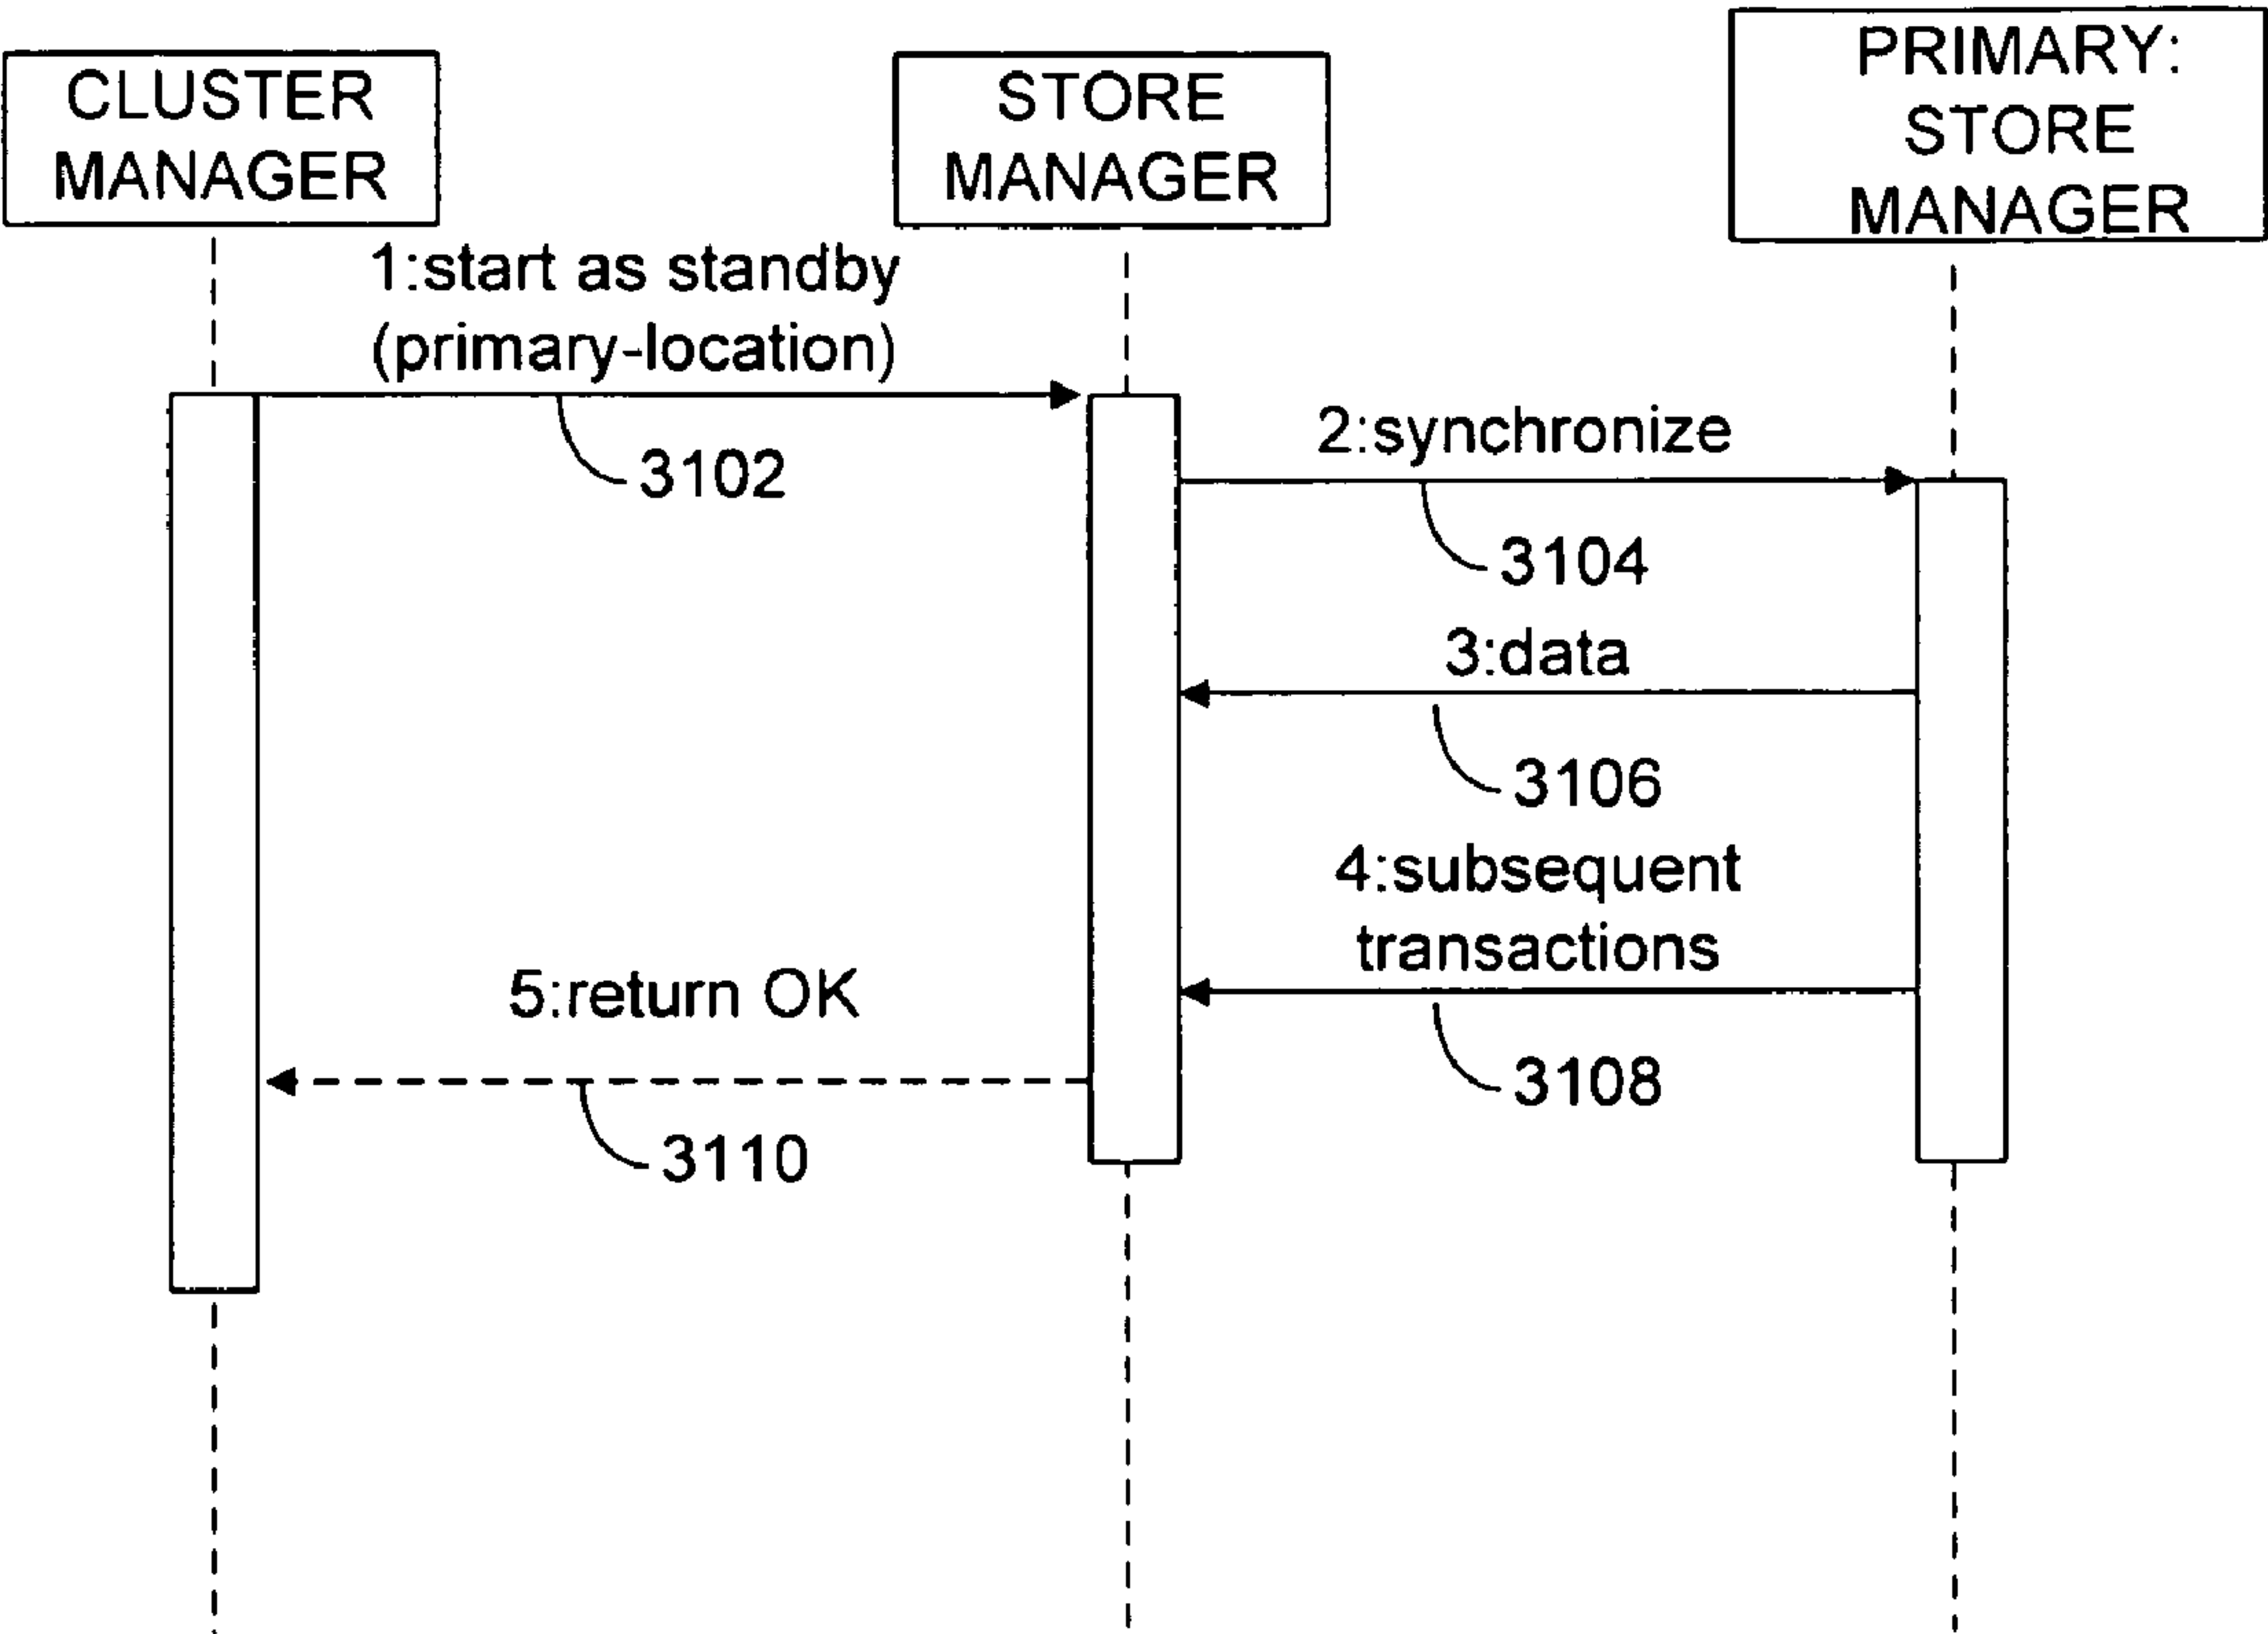 CLUSTER
MANAGER
STORE
MANAGER
PRIMARY:
STORE
MANAGER
1:start as standby
(primary-location)
3102
2:synchronize
3104
3:data
3106
4:subsequent
transactions
3108
5:return OK
3110